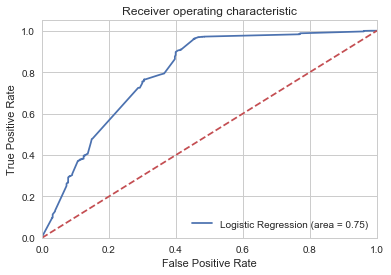 Receiver operating characteristic
1.0
0.8
0.6
0.4
0.2
0.0
True Positive Rate
Logistic Regression (area = 0.75)
0.0 0.2 0.4 0.6 0.8 1.0
False Positive Rate